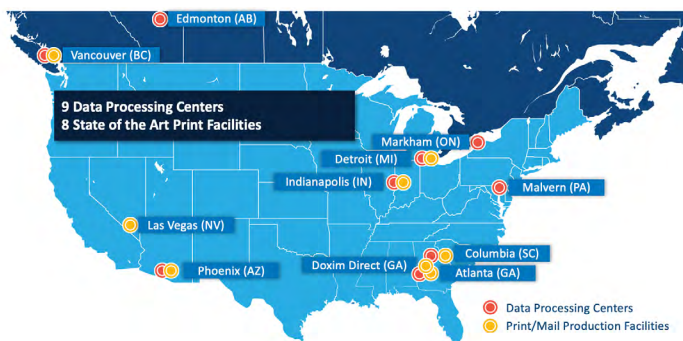 Edmonton (AB)
Vancouver (BC)
9 Data Processing Centers
8 State of the Art Print Facilities
Markham (ON)
Detroit (MI)
Indianapolis (IN)
Malvern (PA)
Las Vegas (NV)
Columbia (SC)
Doxim Direct (GA)
Phoenix (AZ)
Atlanta (GA)
Data Processing Centers
Print/Mail Production Facilities